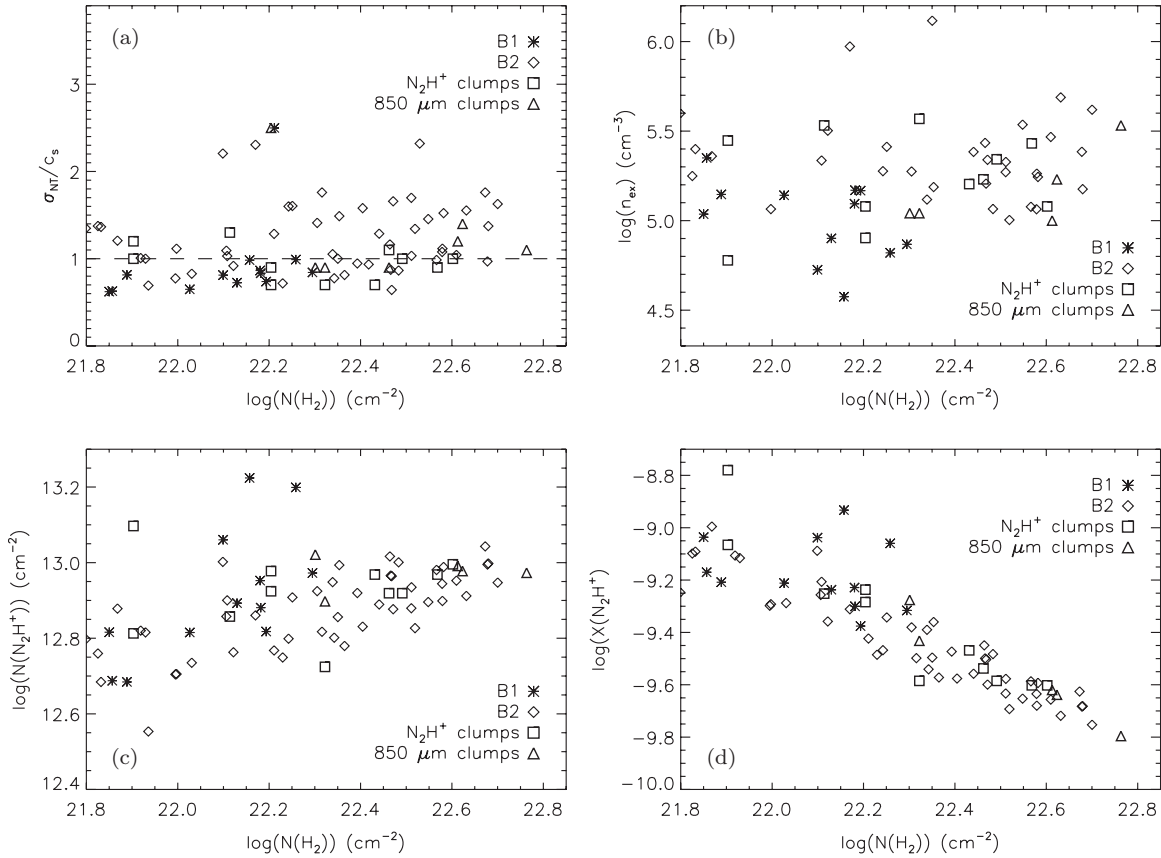 (a)
B1
B2
N₂H⁺ clumps
850 μm clumps
σ_NT/c_s
3
2
1
0
21.8 22.0 22.2 22.4 22.6 22.8
log(N(H₂)) (cm⁻²)
(b)
B1
B2
N₂H⁺ clumps
850 μm clumps
log(n_ex) (cm⁻³)
6.0
5.5
5.0
4.5
21.8 22.0 22.2 22.4 22.6 22.8
log(N(H₂)) (cm⁻²)
(c)
B1
B2
N₂H⁺ clumps
850 μm clumps
log(N(N₂H⁺)) (cm⁻²)
13.2
13.0
12.8
12.6
12.4
21.8 22.0 22.2 22.4 22.6 22.8
log(N(H₂)) (cm⁻²)
(d)
B1
B2
N₂H⁺ clumps
850 μm clumps
log(X(N₂H⁺)
−8.8
−9.0
−9.2
−9.4
−9.6
−9.8
−10.0
21.8 22.0 22.2 22.4 22.6 22.8
log(N(H₂)) (cm⁻²)